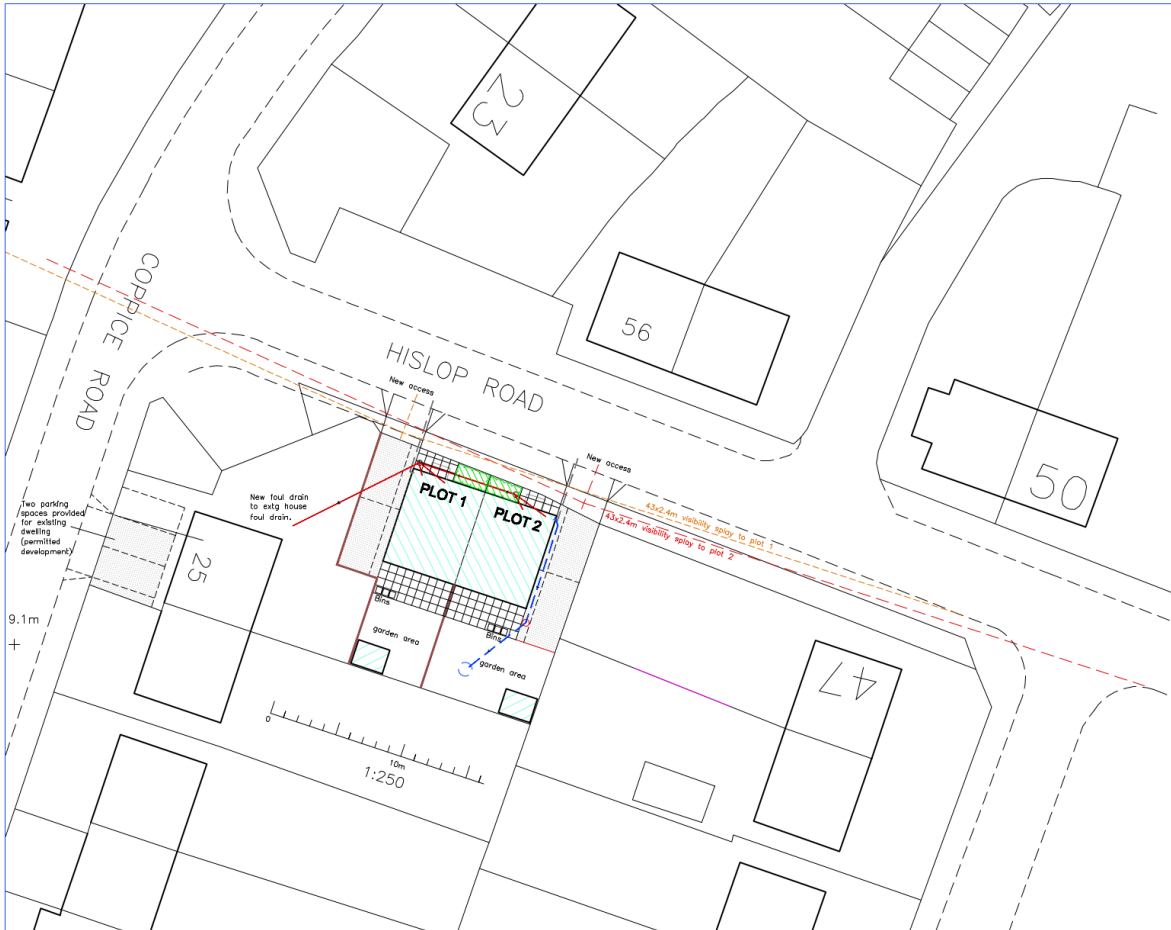 23
COPPICE ROAD
56
HISLOP ROAD
New access
New access
50
PLOT 1
PLOT 2
New foul drain
to extg house
foul drain.
43x2.4m visibility splay to plot 1
43x2.4m visibility splay to plot 2
Two parking
spaces provided
for existing
dwelling
(permitted
development)
25
Bins
Bins
garden area
garden area
9.1m
47
0
10m
1:250